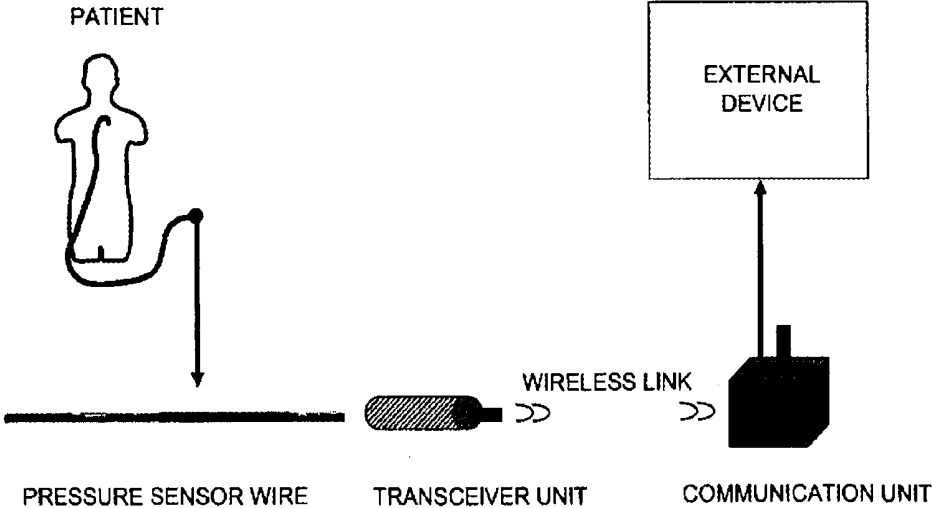 PATIENT
EXTERNAL
DEVICE
WIRELESS LINK
PRESSURE SENSOR WIRE
TRANSCEIVER UNIT
COMMUNICATION UNIT